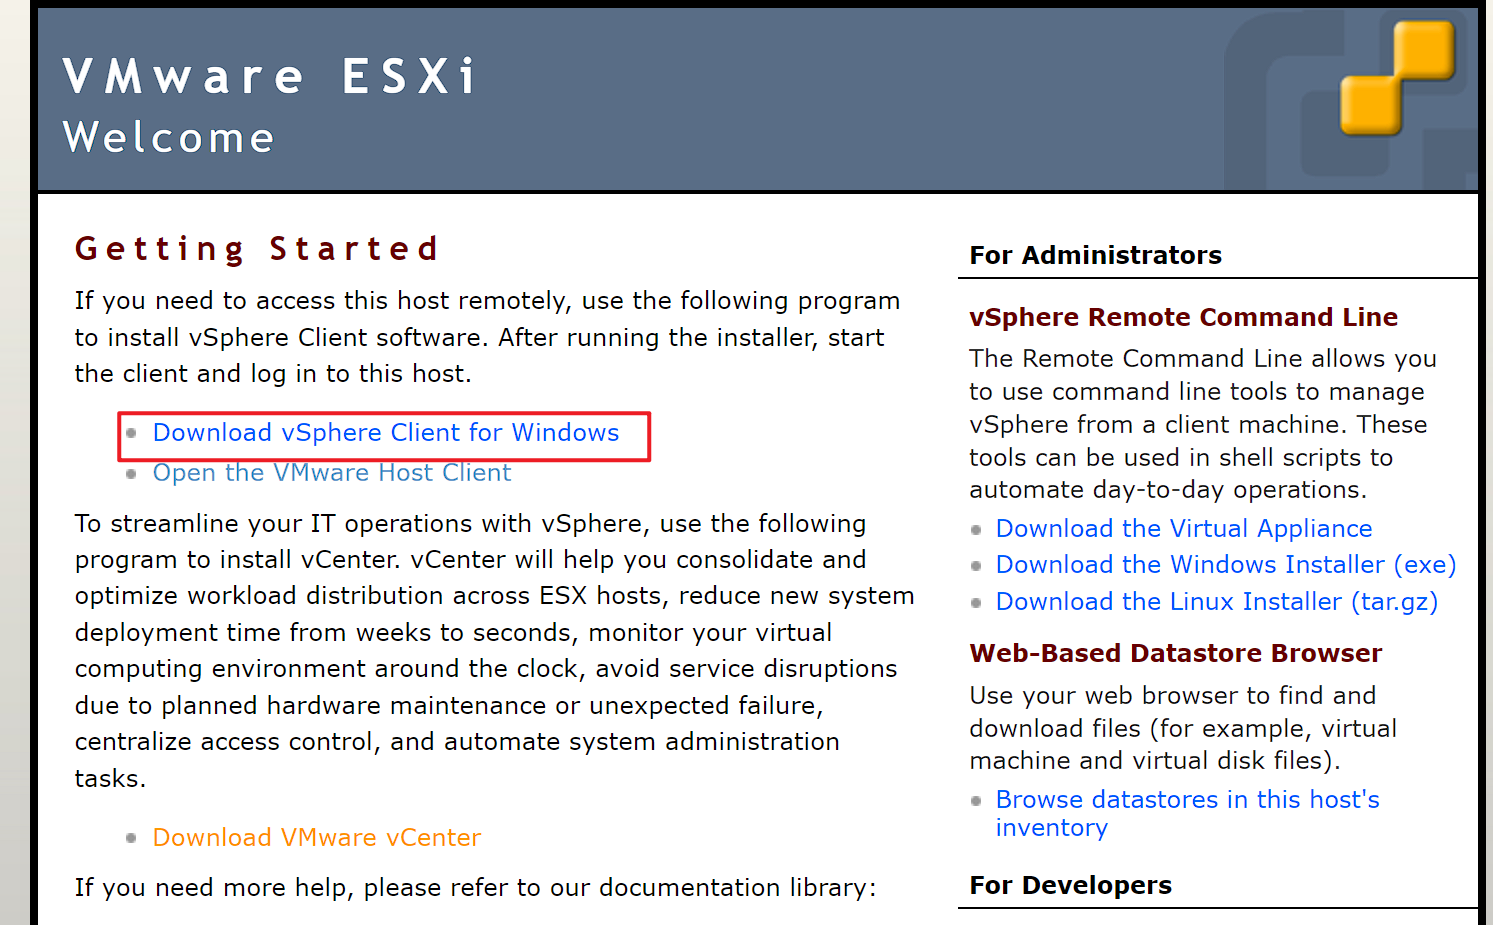 VMware ESXi
Welcome
Getting Started
If you need to access this host remotely, use the following program
to install vSphere Client software. After running the installer, start
the client and log in to this host.
Download vSphere Client for Windows
Open the VMware Host Client
To streamline your IT operations with vSphere, use the following
program to install vCenter. vCenter will help you consolidate and
optimize workload distribution across ESX hosts, reduce new system
deployment time from weeks to seconds, monitor your virtual
computing environment around the clock, avoid service disruptions
due to planned hardware maintenance or unexpected failure,
centralize access control, and automate system administration
tasks.
Download VMware vCenter
If you need more help, please refer to our documentation library:
For Administrators
vSphere Remote Command Line
The Remote Command Line allows you
to use command line tools to manage
vSphere from a client machine. These
tools can be used in shell scripts to
automate day-to-day operations.
Download the Virtual Appliance
Download the Windows Installer (exe)
Download the Linux Installer (tar.gz)
Web-Based Datastore Browser
Use your web browser to find and
download files (for example, virtual
machine and virtual disk files).
Browse datastores in this host's
inventory
For Developers